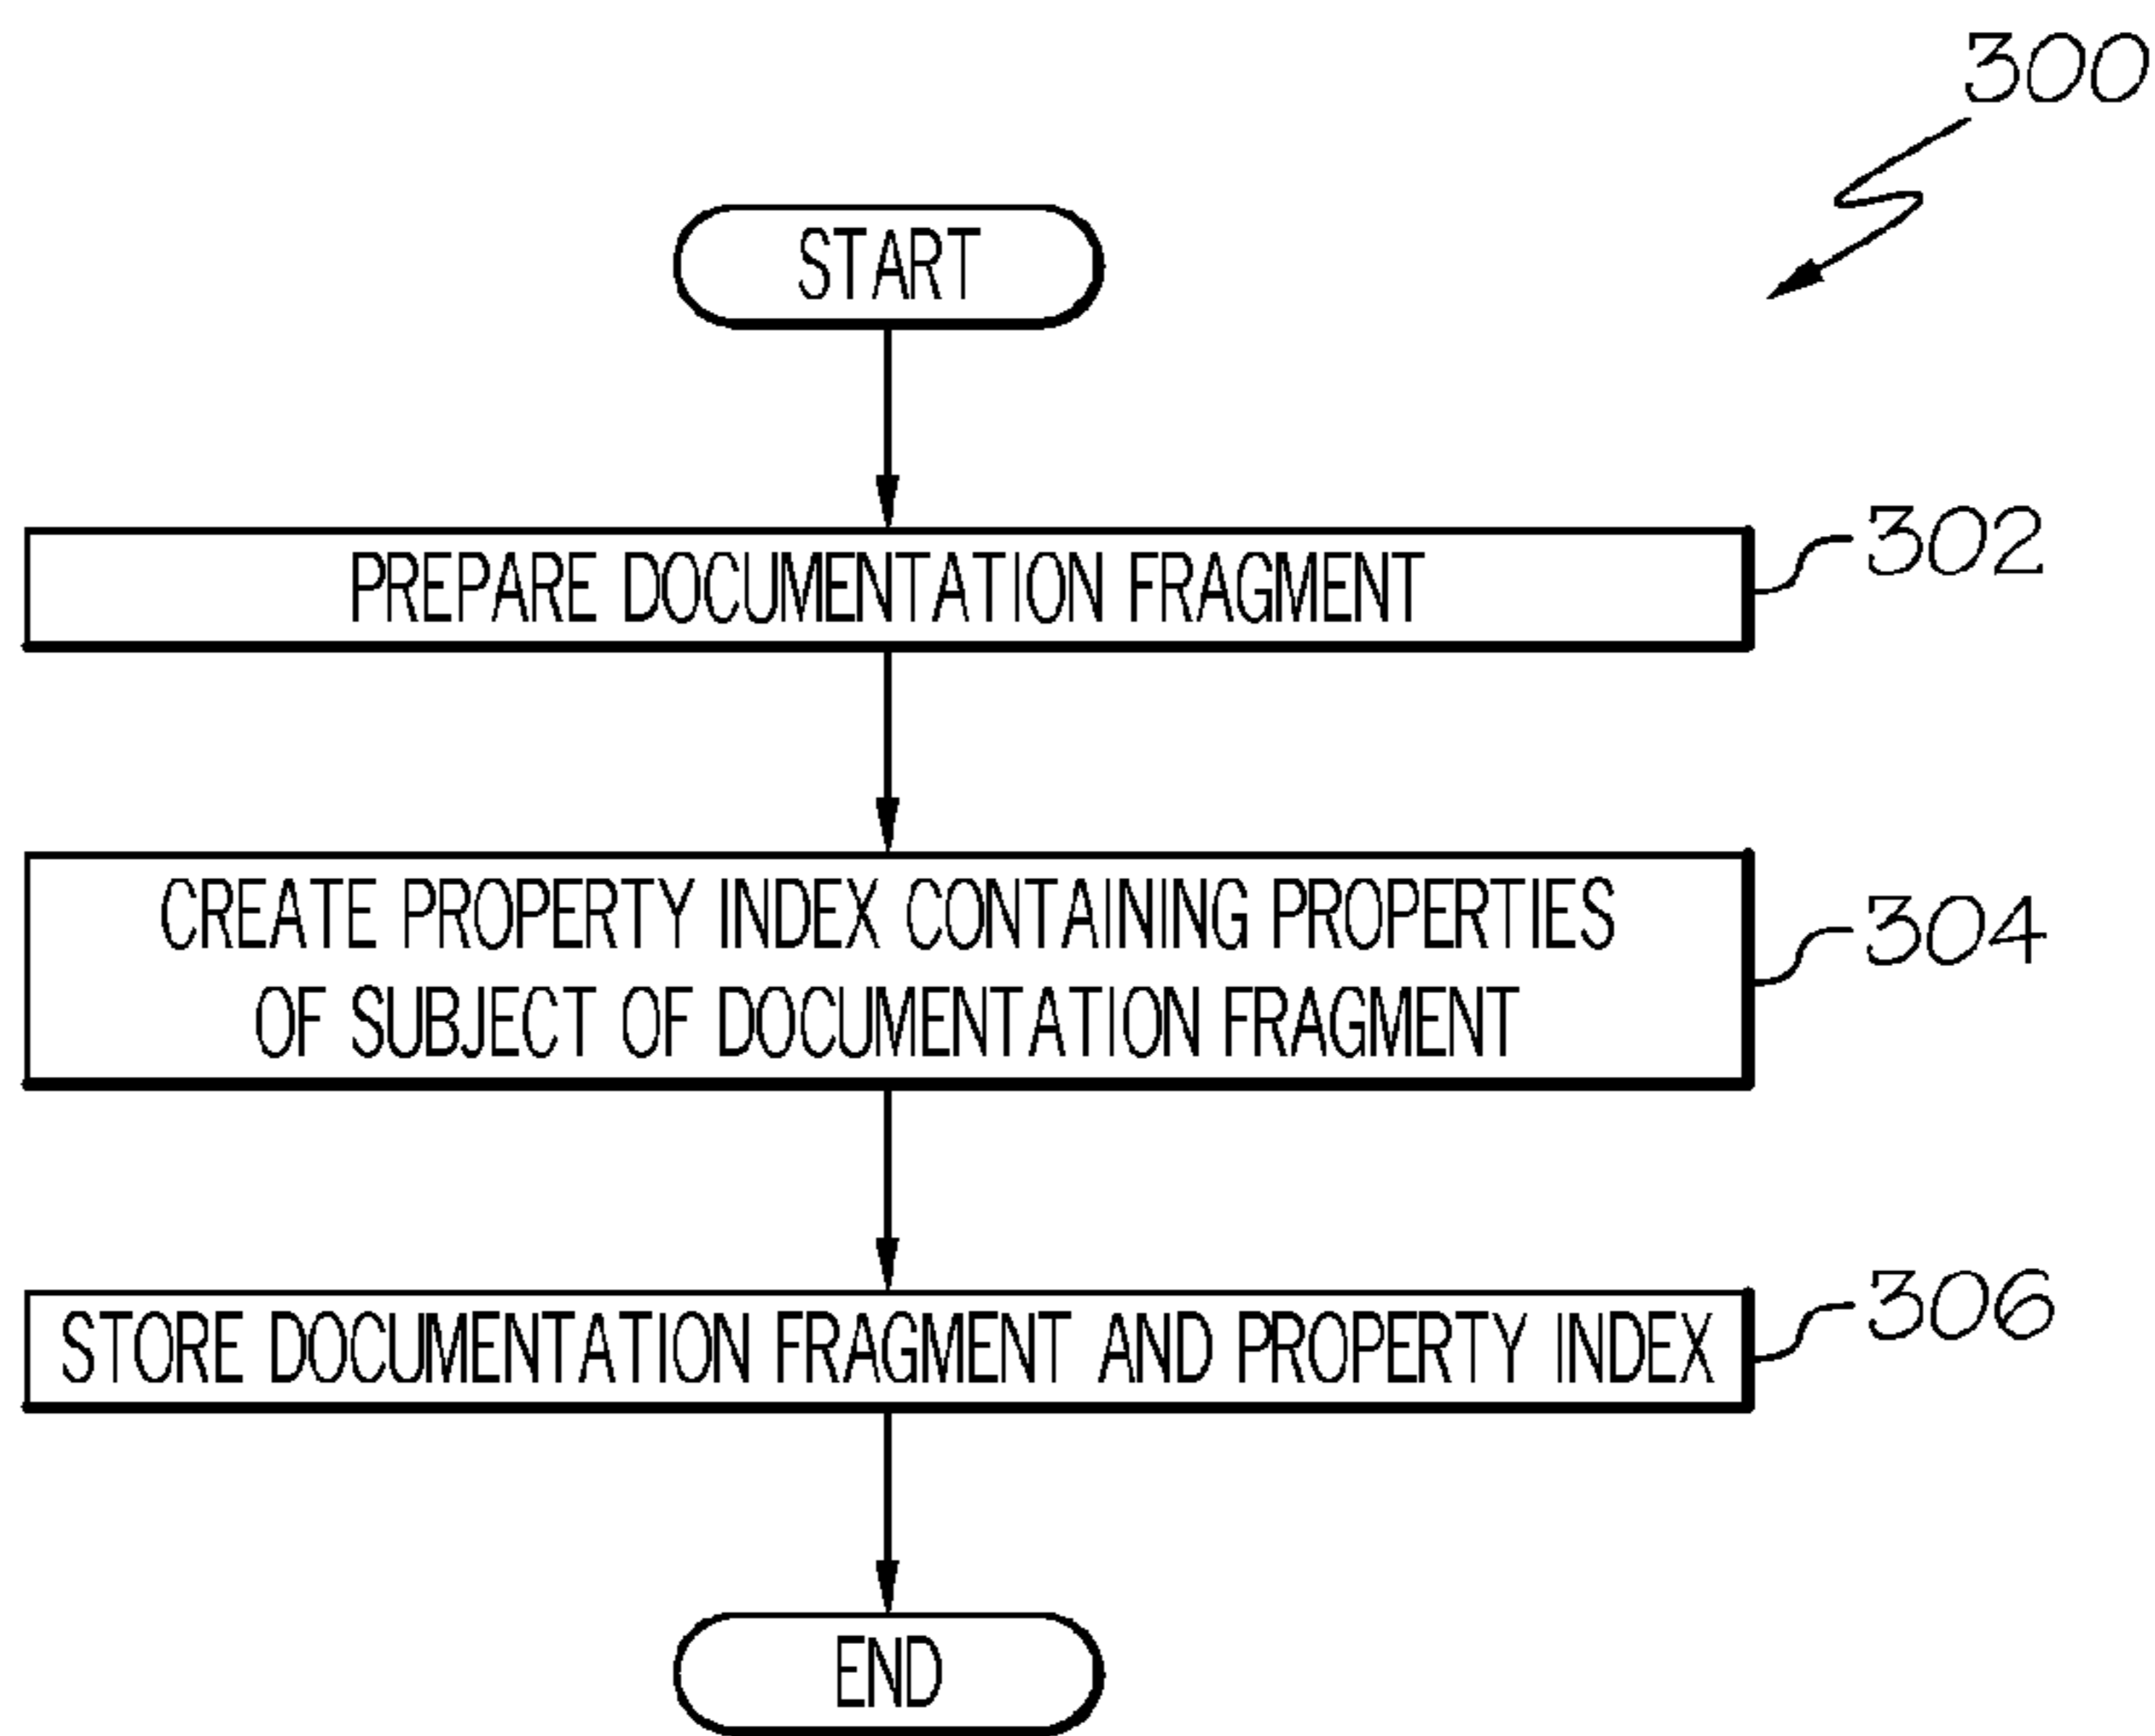 300
START
PREPARE DOCUMENTATION FRAGMENT
302
CREATE PROPERTY INDEX CONTAINING PROPERTIES
OF SUBJECT OF DOCUMENTATION FRAGMENT
304
STORE DOCUMENTATION FRAGMENT AND PROPERTY INDEX
306
END